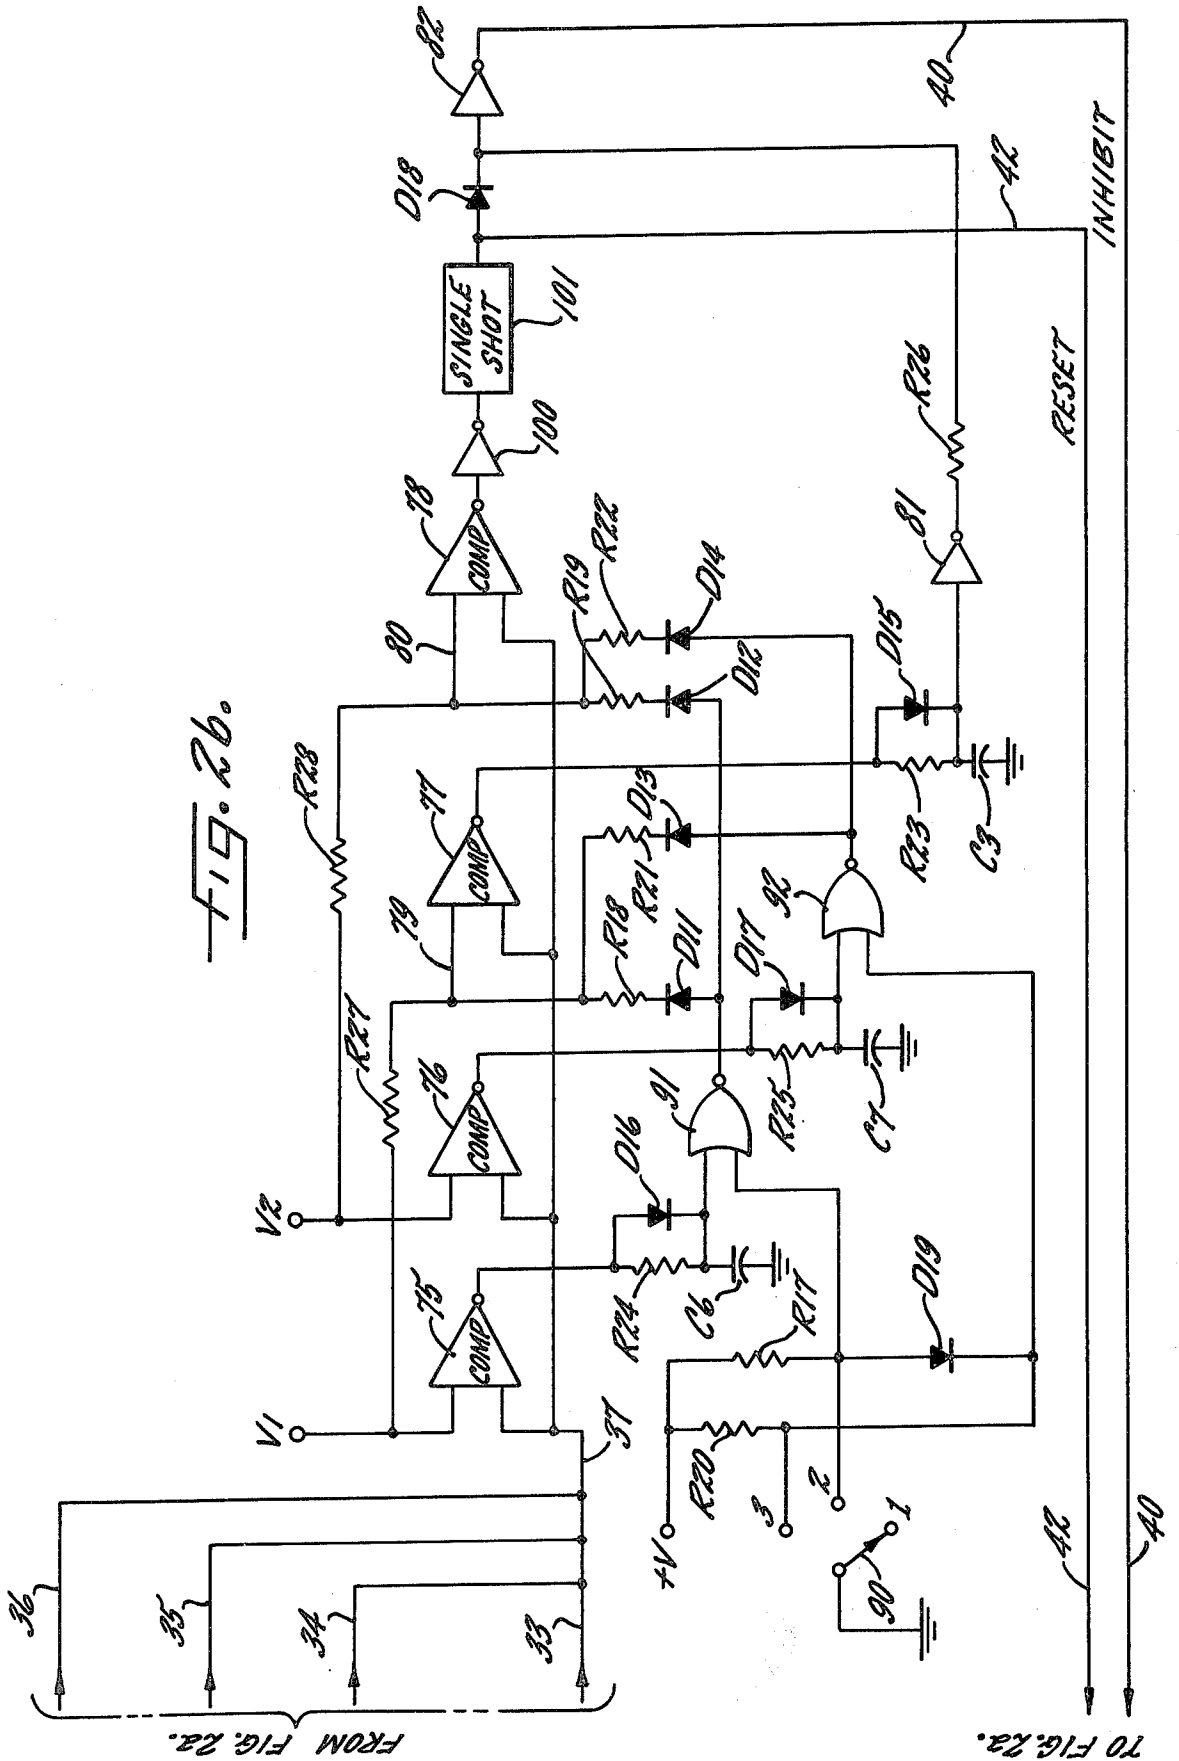 Fig. 2b.
FROM FIG. 2a.
36
35
34
33
37
V1
V2
R27
R28
75
COMP
76
COMP
77
COMP
78
COMP
79
80
100
SINGLE
SHOT
101
D18
82
R24
D16
C6
91
R25
D17
C7
92
R18
D11
R21
D13
R19
D12
R22
D14
R23
D15
C3
81
R26
+V
R20
R17
D19
3
2
1
90
42
40
RESET
INHIBIT
42
40
TO FIG. 2a.